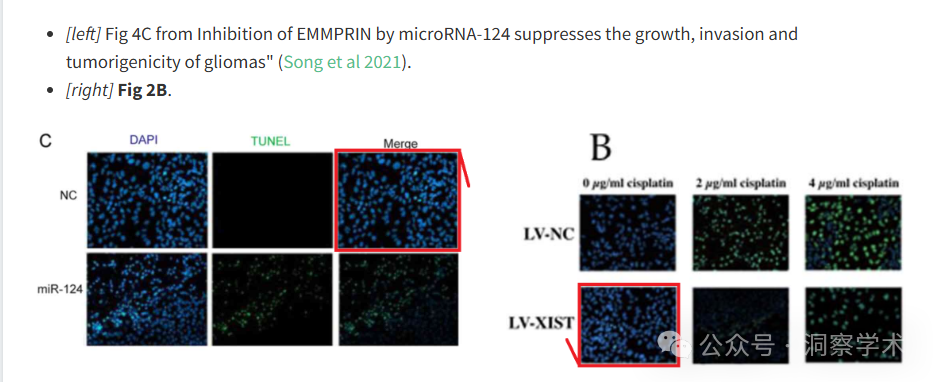 • [left] Fig 4C from Inhibition of EMMPRIN by microRNA-124 suppresses the growth, invasion and
tumorigenicity of gliomas" (Song et al 2021).
• [right] Fig 2B.
C
DAPI
TUNEL
Merge
NC
miR-124
B
0 µg/ml cisplatin
2 µg/ml cisplatin
4 µg/ml cisplatin
LV-NC
LV-XIST
公众号 · 洞察学术